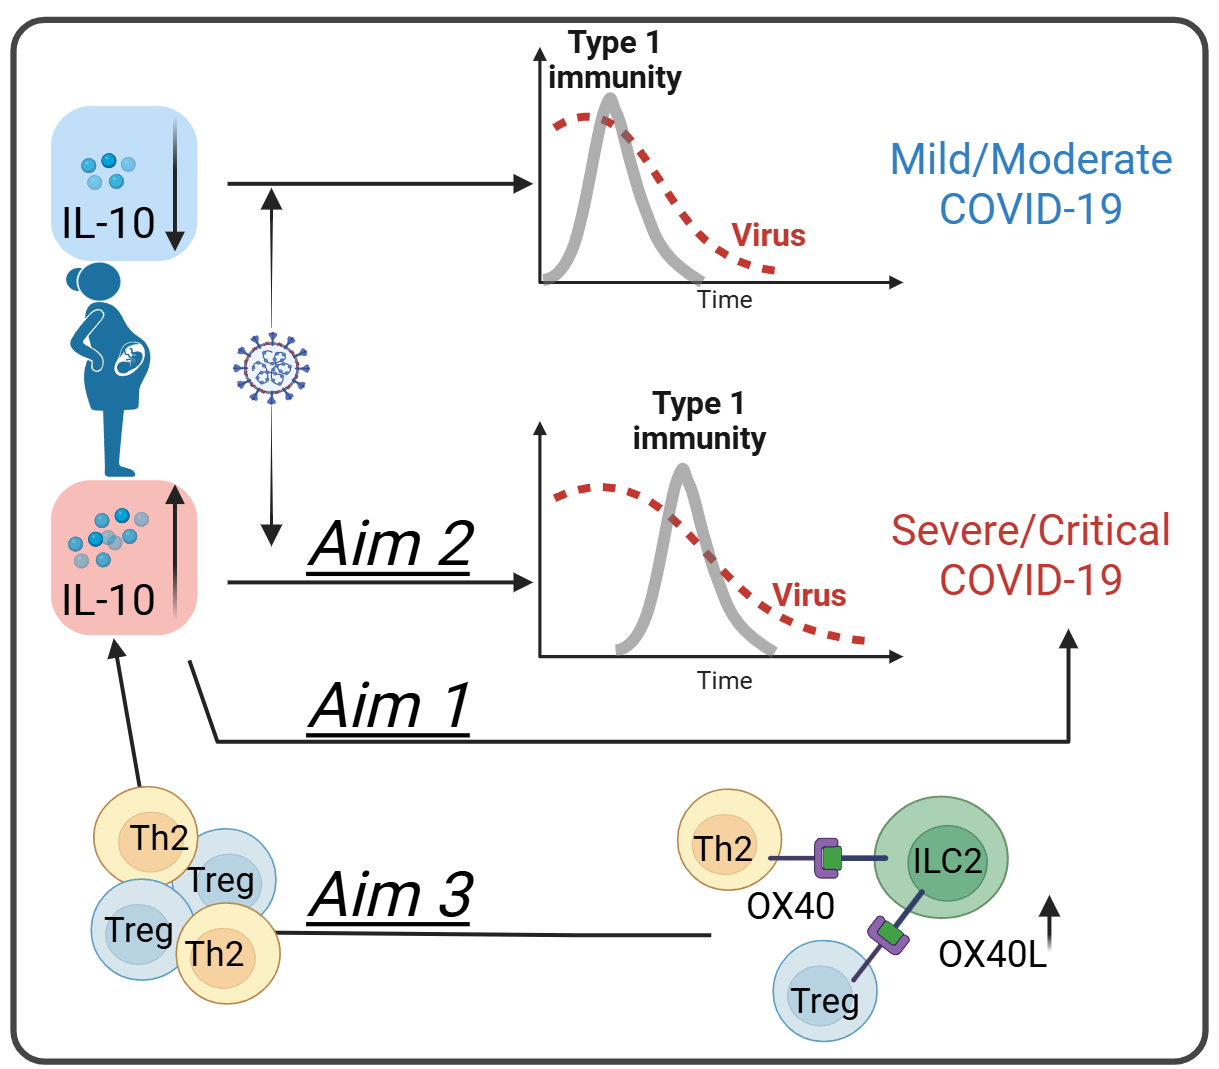 Type 1
immunity
IL-10
Virus
Time
Mild/Moderate
COVID-19
Type 1
immunity
IL-10
Aim 2
Virus
Time
Severe/Critical
COVID-19
Aim 1
Th2
Treg
Treg
Th2
Aim 3
Th2
OX40
ILC2
OX40L
Treg